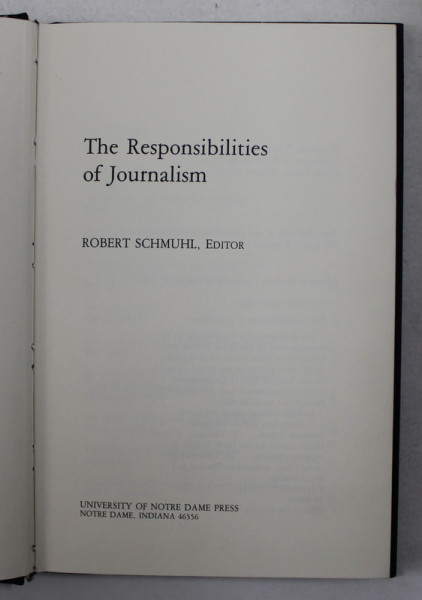 The Responsibilities
of Journalism
ROBERT SCHMUHL, EDITOR
UNIVERSITY OF NOTRE DAME PRESS
NOTRE DAME, INDIANA 46556